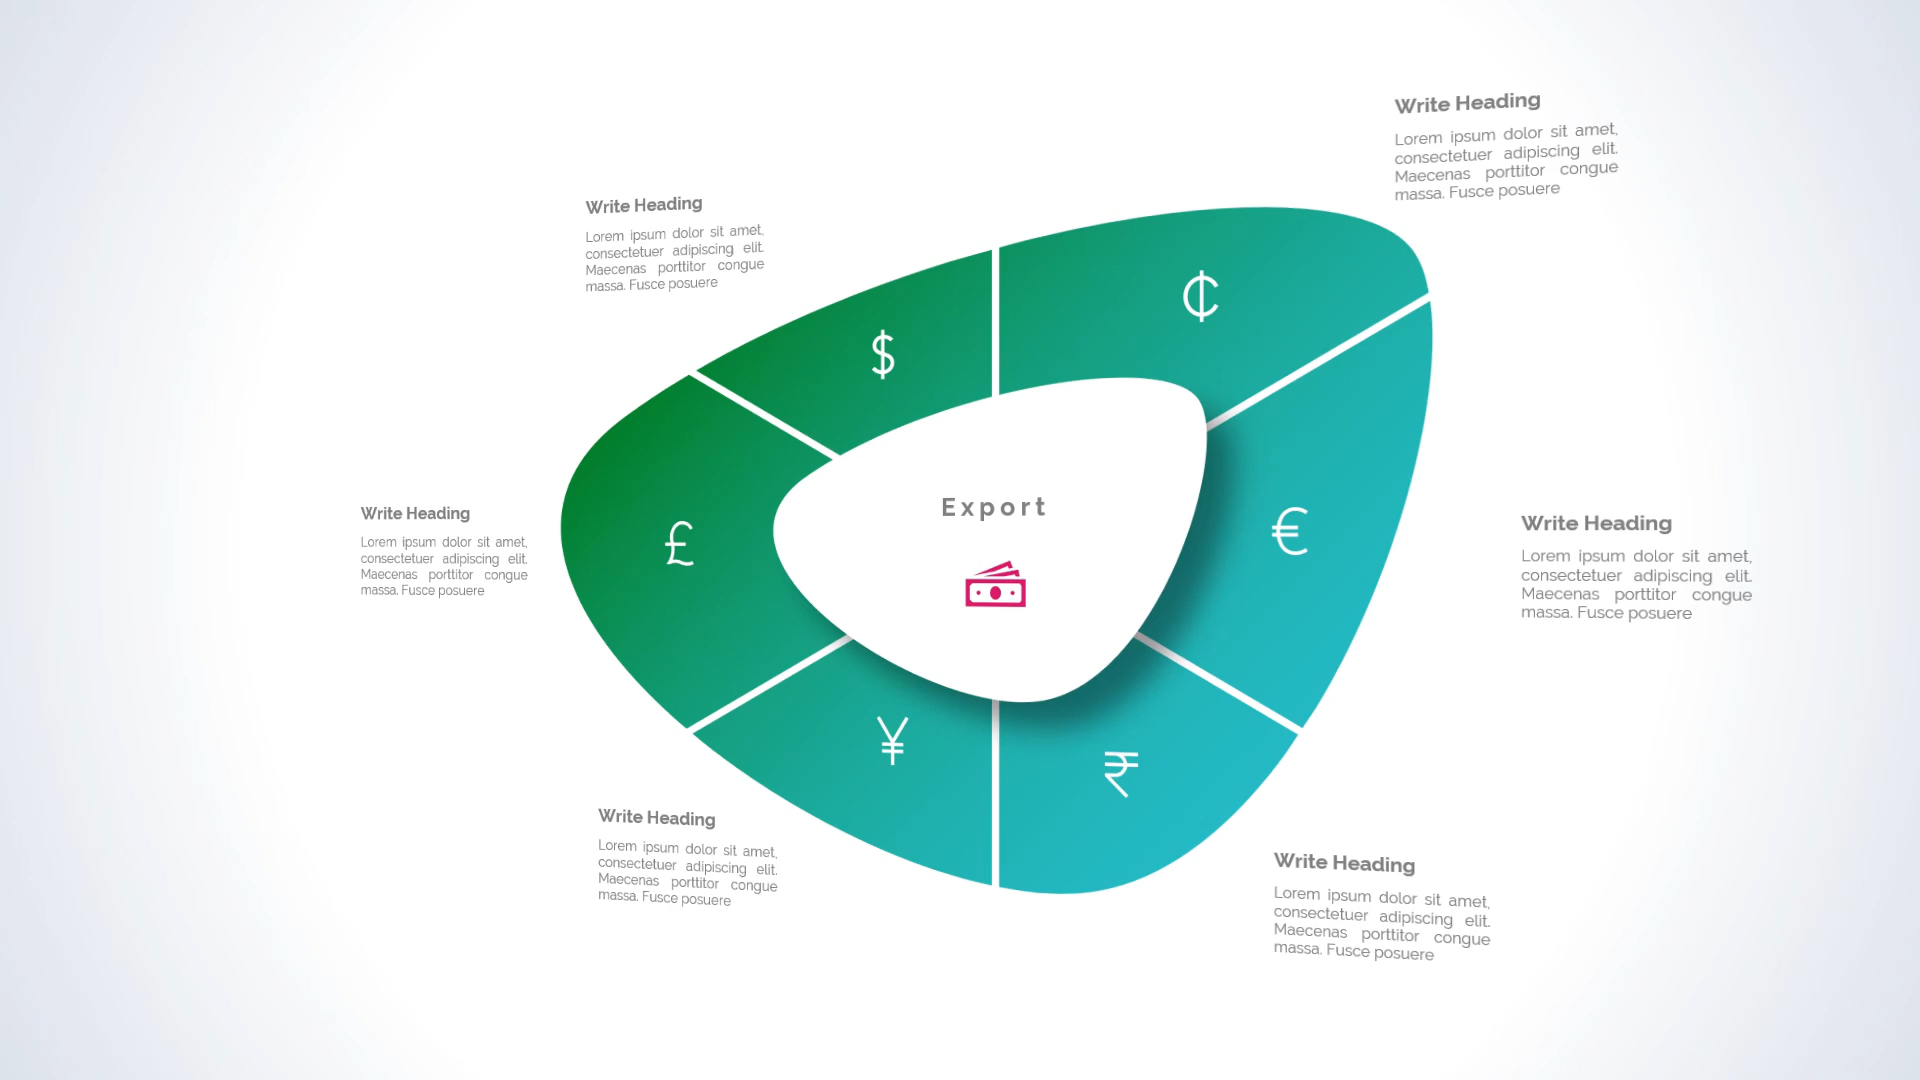 Write Heading
Lorem ipsum dolor sit amet,
consectetuer adipiscing elit.
Maecenas porttitor congue
massa. Fusce posuere
Write Heading
Lorem ipsum dolor sit amet,
consectetuer adipiscing elit.
Maecenas porttitor congue
massa. Fusce posuere
¢
$
Write Heading
Lorem ipsum dolor sit amet,
consectetuer adipiscing elit.
Maecenas porttitor congue
massa. Fusce posuere
£
Export
€
Write Heading
Lorem ipsum dolor sit amet,
consectetuer adipiscing elit.
Maecenas porttitor congue
massa. Fusce posuere
¥
₹
Write Heading
Lorem ipsum dolor sit amet,
consectetuer adipiscing elit.
Maecenas porttitor congue
massa. Fusce posuere
Write Heading
Lorem ipsum dolor sit amet,
consectetuer adipiscing elit.
Maecenas porttitor congue
massa. Fusce posuere